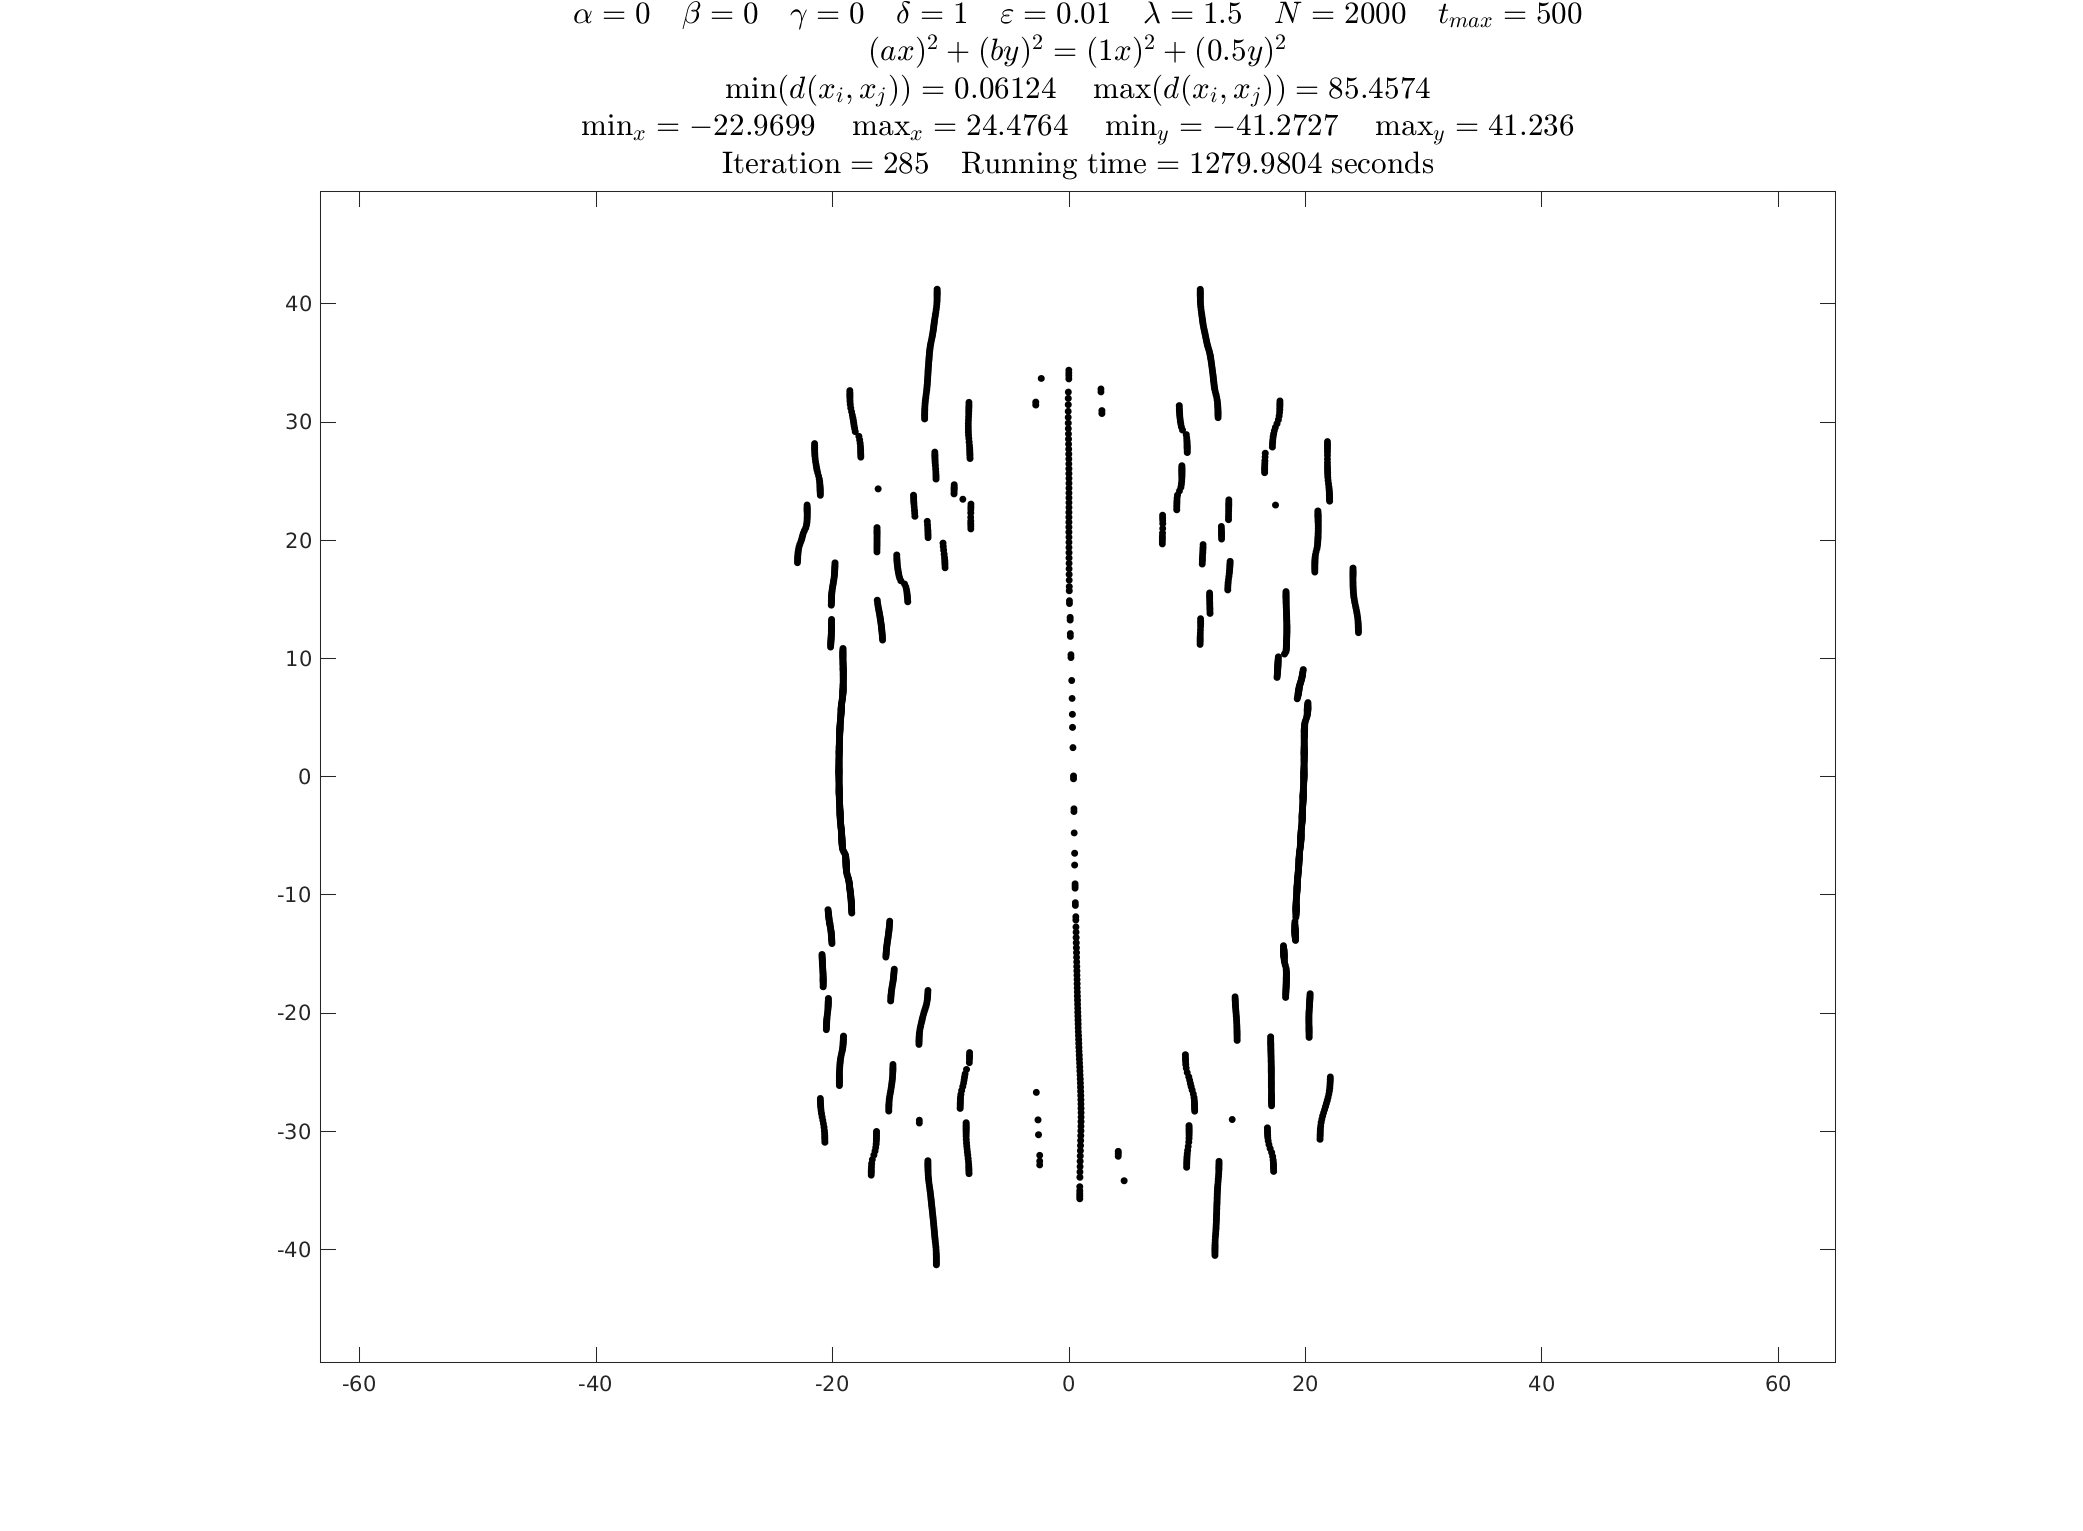 α = 0 β = 0 γ = 0 δ = 1 ε = 0.01 λ = 1.5 N = 2000 t_max = 500
(ax)² + (by)² = (1x)² + (0.5y)²
min(d(x_i, x_j)) = 0.06124 max(d(x_i, x_j)) = 85.4574
min_x = −22.9699 max_x = 24.4764 min_y = −41.2727 max_y = 41.236
Iteration = 285 Running time = 1279.9804 seconds
40
30
20
10
0
-10
-20
-30
-40
-60 -40 -20 0 20 40 60